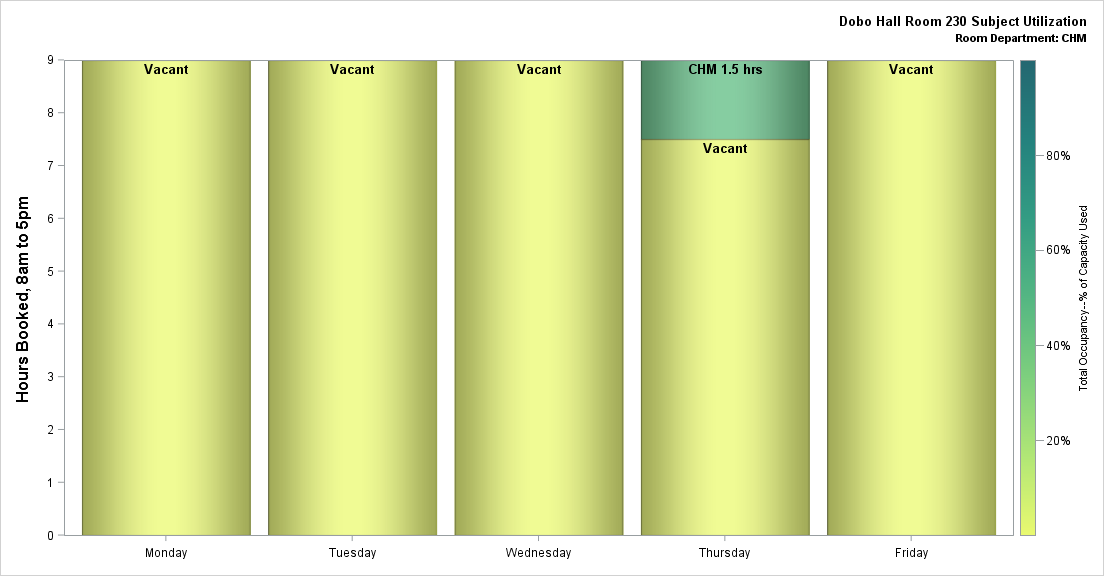 Dobo Hall Room 230 Subject Utilization
Room Department: CHM
Hours Booked, 8am to 5pm
9
8
7
6
5
4
3
2
1
0
Vacant
Vacant
Vacant
CHM 1.5 hrs
Vacant
Vacant
Monday
Tuesday
Wednesday
Thursday
Friday
80%
60%
40%
20%
Total Occupancy--% of Capacity Used